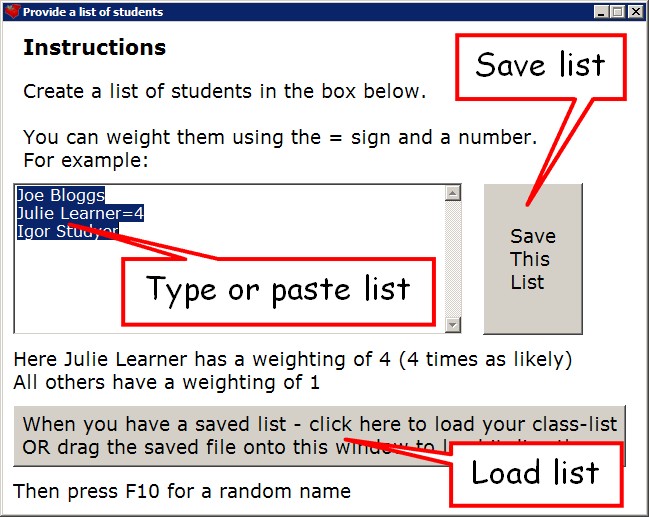 Provide a list of students
Instructions
Save list
Create a list of students in the box below.
You can weight them using the = sign and a number.
For example:
Joe Bloggs
Julie Learner=4
Igor Studyer
Save
This
List
Type or paste list
Here Julie Learner has a weighting of 4 (4 times as likely)
All others have a weighting of 1
When you have a saved list - click here to load your class-list
OR drag the saved file onto this window to
Load list
Then press F10 for a random name